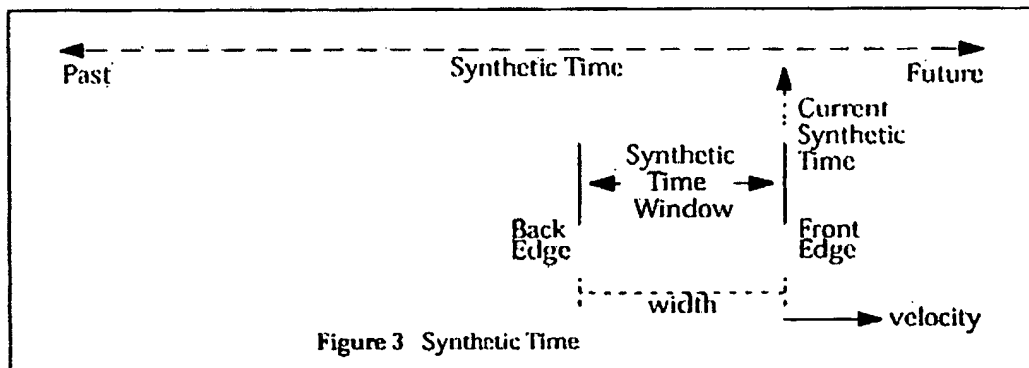 Past
Synthetic Time
Future
Current
Synthetic
Time
Synthetic
Time
Window
Back
Edge
Front
Edge
width
velocity
Figure 3 Synthetic Time